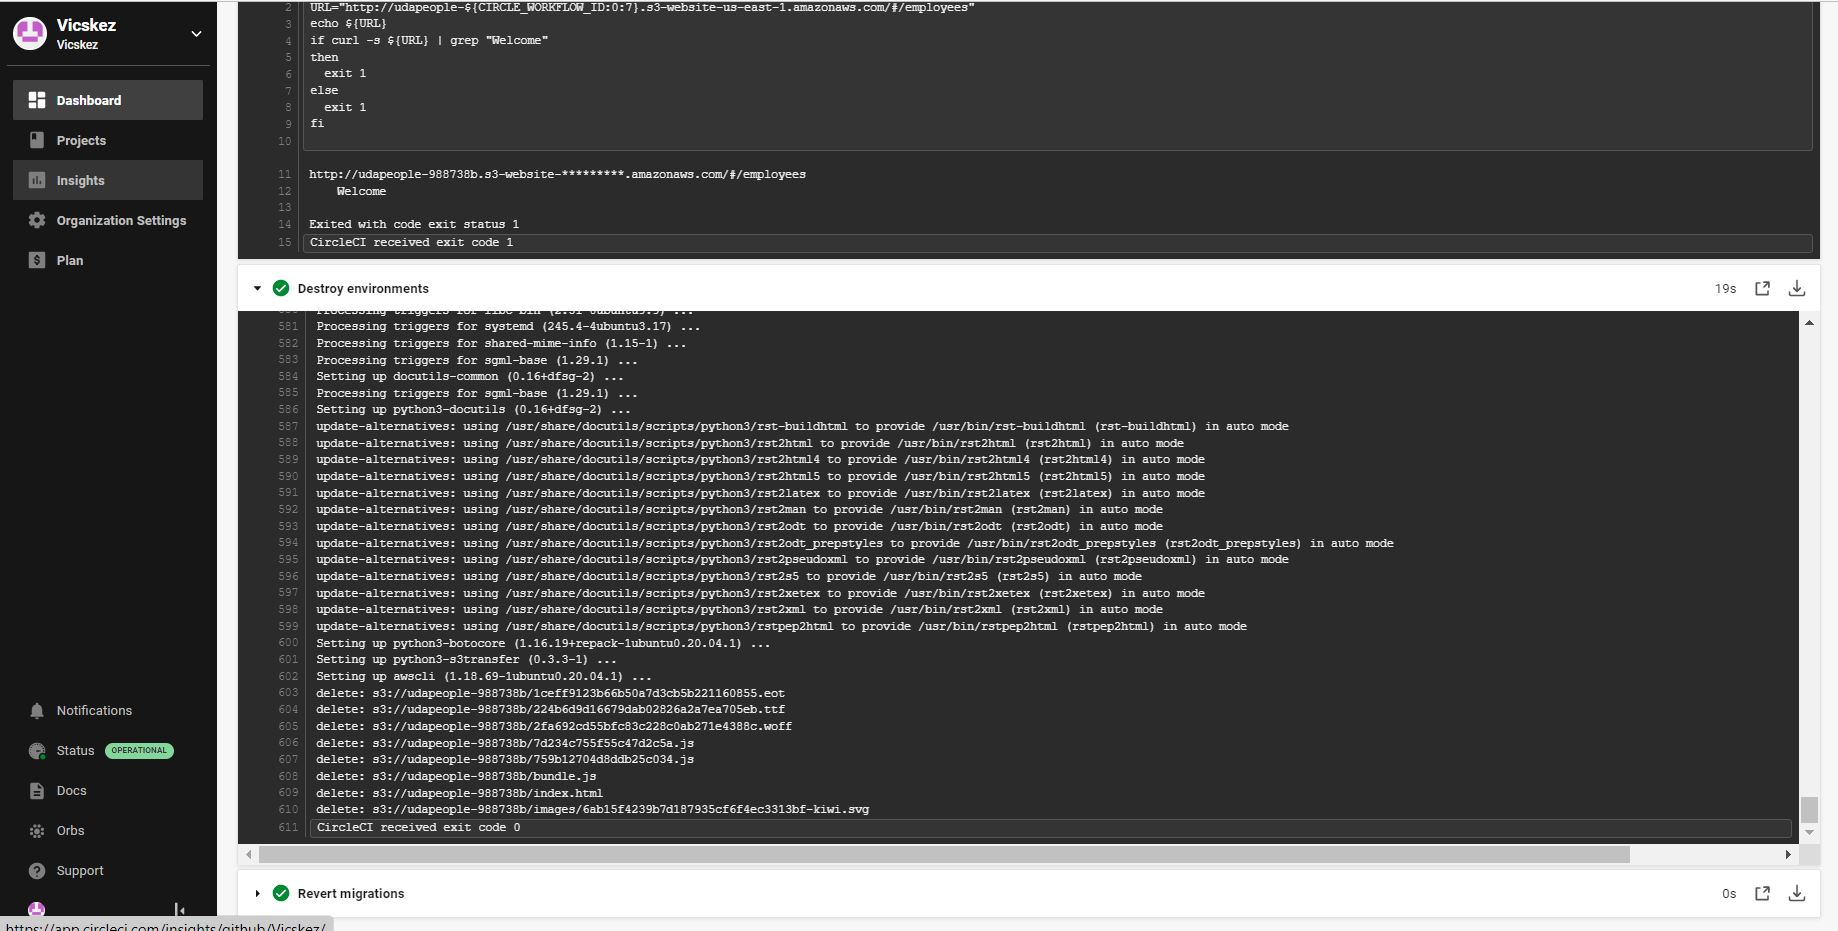 Vicskez
Vicskez
Dashboard
Projects
Insights
Organization Settings
Plan
Notifications
Status OPERATIONAL
Docs
Orbs
Support
2 URL="http://udapeople-${CIRCLE_WORKFLOW_ID:0:7}.s3-website-us-east-1.amazonaws.com/#/employees"
3 echo ${URL}
4 if curl -s ${URL} | grep "Welcome"
5 then
6 exit 1
7 else
8 exit 1
9 fi
10
11 http://udapeople-988738b.s3-website-*********.amazonaws.com/#/employees
12 Welcome
13
14 Exited with code exit status 1
15 CircleCI received exit code 1
Destroy environments 19s
580 Processing triggers for libc-bin (2.31-0ubuntu9.9) ...
581 Processing triggers for systemd (245.4-4ubuntu3.17) ...
582 Processing triggers for shared-mime-info (1.15-1) ...
583 Processing triggers for sgml-base (1.29.1) ...
584 Setting up docutils-common (0.16+dfsg-2) ...
585 Processing triggers for sgml-base (1.29.1) ...
586 Setting up python3-docutils (0.16+dfsg-2) ...
587 update-alternatives: using /usr/share/docutils/scripts/python3/rst-buildhtml to provide /usr/bin/rst-buildhtml (rst-buildhtml) in auto mode
588 update-alternatives: using /usr/share/docutils/scripts/python3/rst2html to provide /usr/bin/rst2html (rst2html) in auto mode
589 update-alternatives: using /usr/share/docutils/scripts/python3/rst2html4 to provide /usr/bin/rst2html4 (rst2html4) in auto mode
590 update-alternatives: using /usr/share/docutils/scripts/python3/rst2html5 to provide /usr/bin/rst2html5 (rst2html5) in auto mode
591 update-alternatives: using /usr/share/docutils/scripts/python3/rst2latex to provide /usr/bin/rst2latex (rst2latex) in auto mode
592 update-alternatives: using /usr/share/docutils/scripts/python3/rst2man to provide /usr/bin/rst2man (rst2man) in auto mode
593 update-alternatives: using /usr/share/docutils/scripts/python3/rst2odt to provide /usr/bin/rst2odt (rst2odt) in auto mode
594 update-alternatives: using /usr/share/docutils/scripts/python3/rst2odt_prepstyles to provide /usr/bin/rst2odt_prepstyles (rst2odt_prepstyles) in auto mode
595 update-alternatives: using /usr/share/docutils/scripts/python3/rst2pseudoxml to provide /usr/bin/rst2pseudoxml (rst2pseudoxml) in auto mode
596 update-alternatives: using /usr/share/docutils/scripts/python3/rst2s5 to provide /usr/bin/rst2s5 (rst2s5) in auto mode
597 update-alternatives: using /usr/share/docutils/scripts/python3/rst2xetex to provide /usr/bin/rst2xetex (rst2xetex) in auto mode
598 update-alternatives: using /usr/share/docutils/scripts/python3/rst2xml to provide /usr/bin/rst2xml (rst2xml) in auto mode
599 update-alternatives: using /usr/share/docutils/scripts/python3/rstpep2html to provide /usr/bin/rstpep2html (rstpep2html) in auto mode
600 Setting up python3-botocore (1.16.19+repack-1ubuntu0.20.04.1) ...
601 Setting up python3-s3transfer (0.3.3-1) ...
602 Setting up awscli (1.18.69-1ubuntu0.20.04.1) ...
603 delete: s3://udapeople-988738b/1ceff9123b66b50a7d3cb5b221160855.eot
604 delete: s3://udapeople-988738b/224b6d9d16679dab02826a2a7ea705eb.ttf
605 delete: s3://udapeople-988738b/2fa692cd55bfc83c228c0ab271e4388c.woff
606 delete: s3://udapeople-988738b/7d234c755f55c47d2c5a.js
607 delete: s3://udapeople-988738b/759b12704d8ddb25c034.js
608 delete: s3://udapeople-988738b/bundle.js
609 delete: s3://udapeople-988738b/index.html
610 delete: s3://udapeople-988738b/images/6ab15f4239b7d187935cf6f4ec3313bf-kiwi.svg
611 CircleCI received exit code 0
Revert migrations 0s
https://app.circleci.com/insights/github/Vicskez/